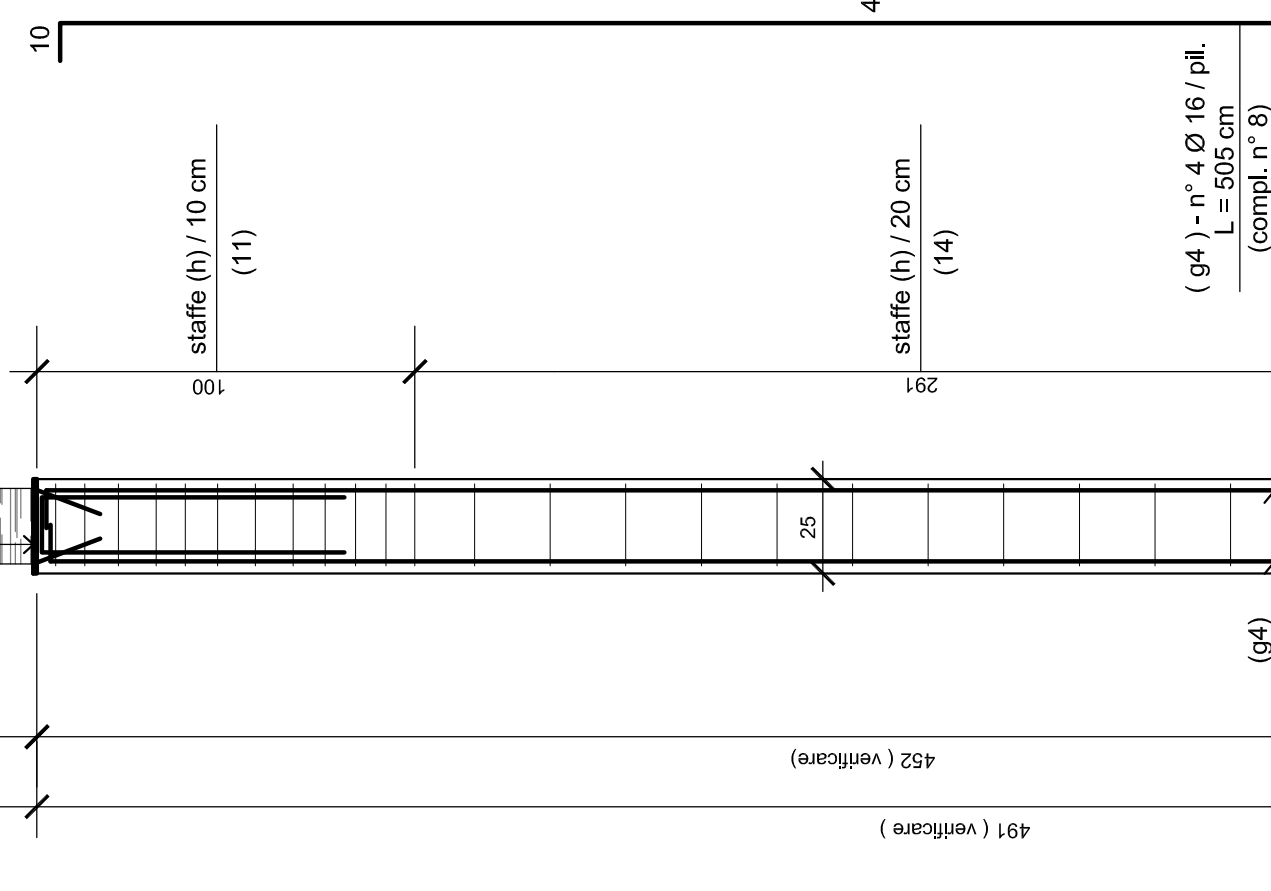 10
4
staffe (h) / 10 cm
(11)
staffe (h) / 20 cm
(14)
( g4 ) - n° 4 Ø 16 / pil.
L = 505 cm
(compl. n° 8)
100
291
25
(g4)
452 ( verificare)
491 ( verificare )